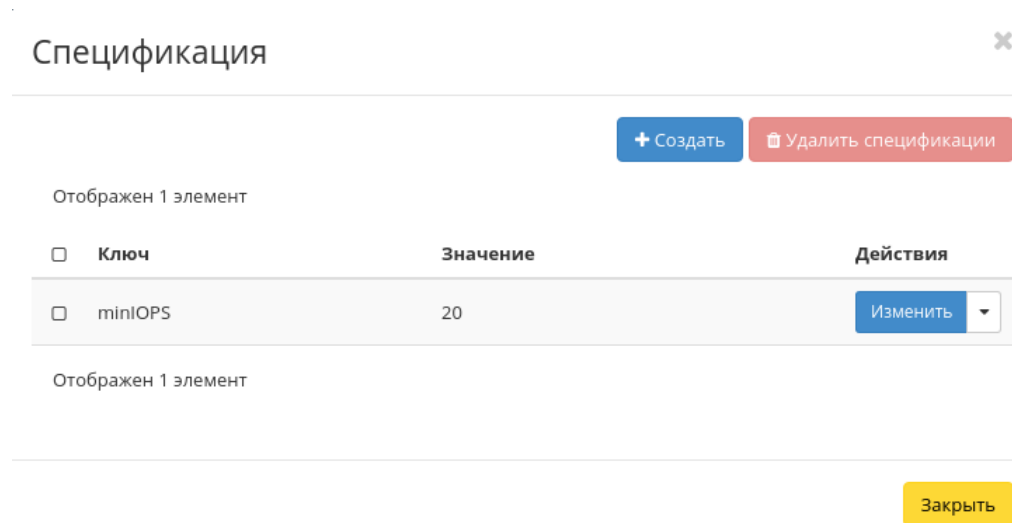 Спецификация
Создать Удалить спецификации
Отображен 1 элемент
Ключ Значение Действия
minIOPS 20 Изменить
Отображен 1 элемент
Закрыть